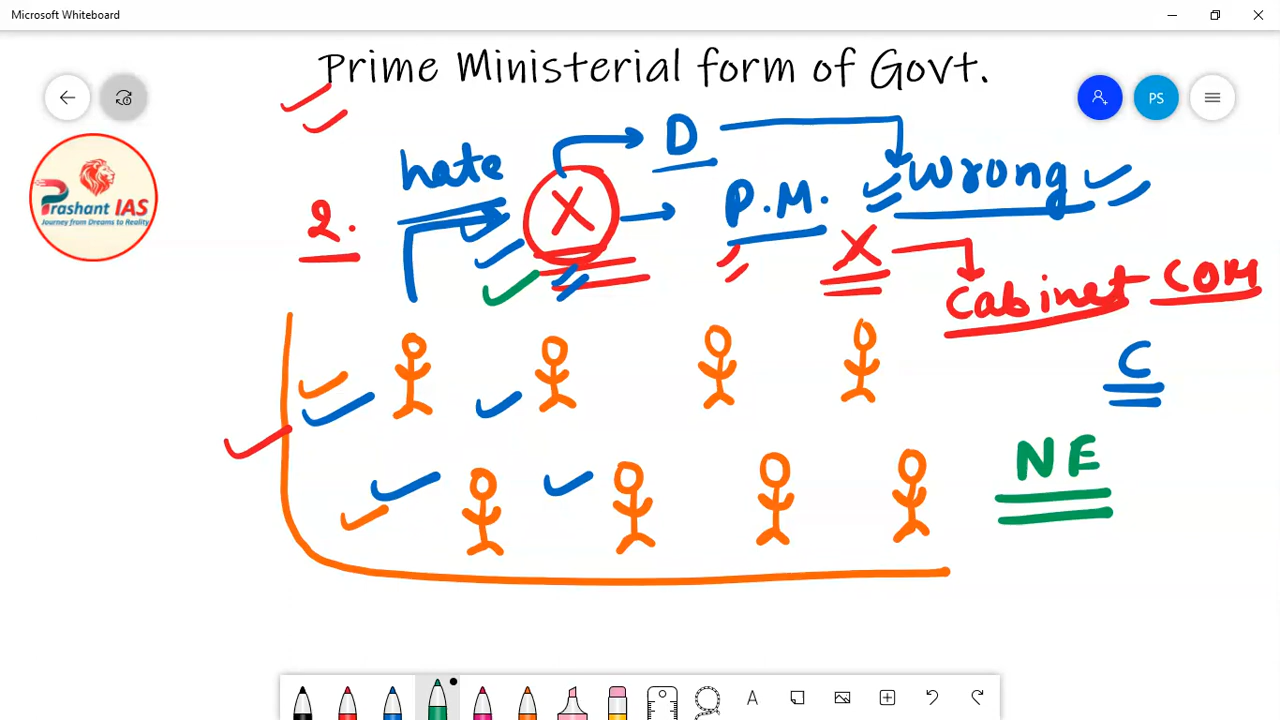 Microsoft Whiteboard
Prime Ministerial form of Govt.
PS
Prashant IAS
Journey from Dreams to Reality
hate
X
D
P.M.
Wrong
2.
X
Cabinet COM
C
NE
A